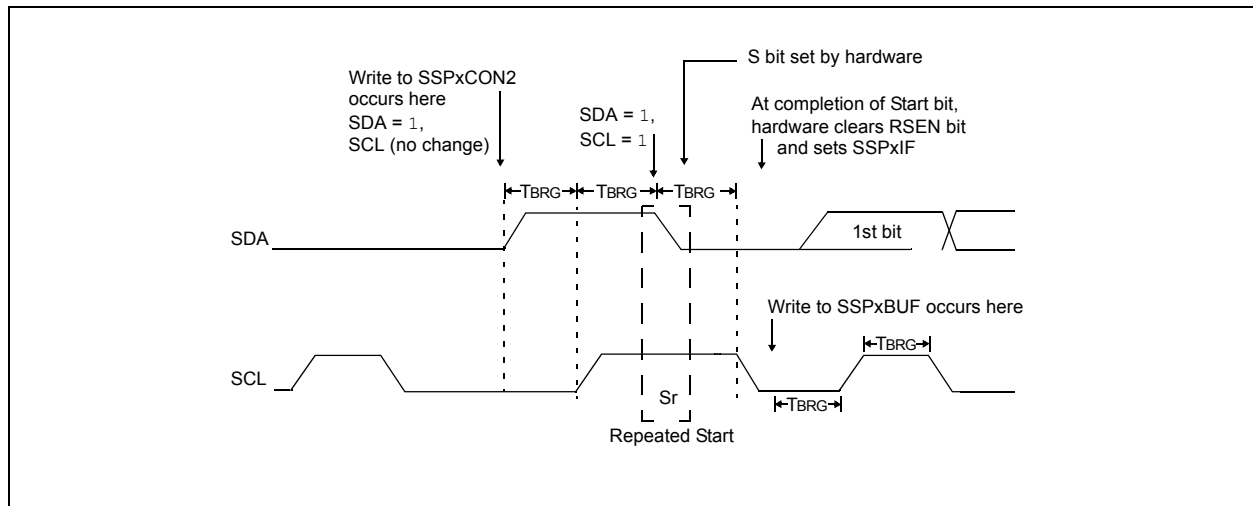 S bit set by hardware
Write to SSPxCON2
occurs here
SDA = 1,
SCL (no change)
SDA = 1,
SCL = 1
At completion of Start bit,
hardware clears RSEN bit
and sets SSPxIF
TBRG TBRG TBRG
SDA
1st bit
Write to SSPxBUF occurs here
TBRG
SCL
Sr
TBRG
Repeated Start